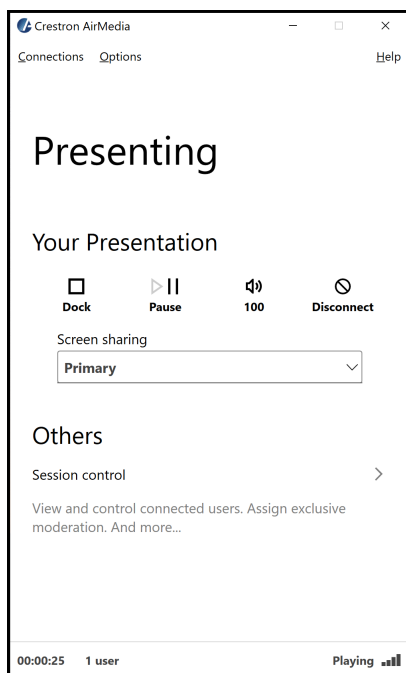 Crestron AirMedia
Connections Options Help
Presenting
Your Presentation
Dock Pause 100 Disconnect
Screen sharing
Primary
Others
Session control
View and control connected users. Assign exclusive
moderation. And more...
00:00:25 1 user Playing